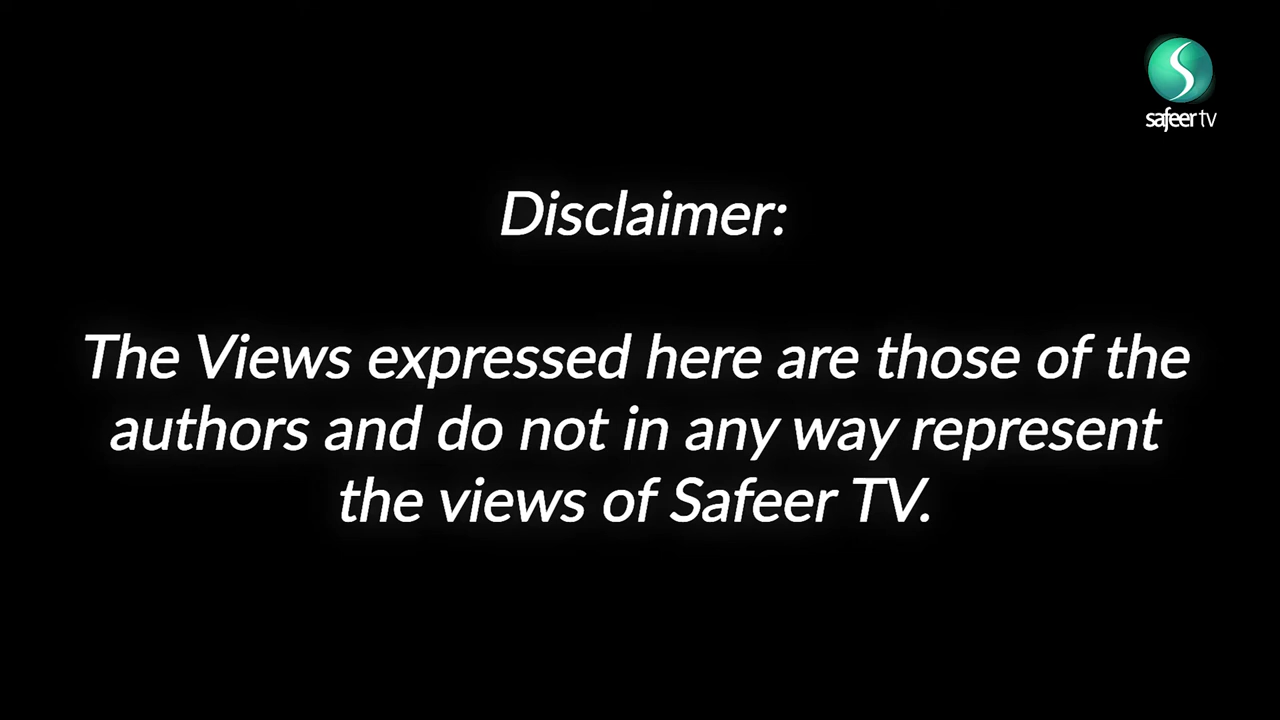 safeer tv
Disclaimer:
The Views expressed here are those of the
authors and do not in any way represent
the views of Safeer TV.